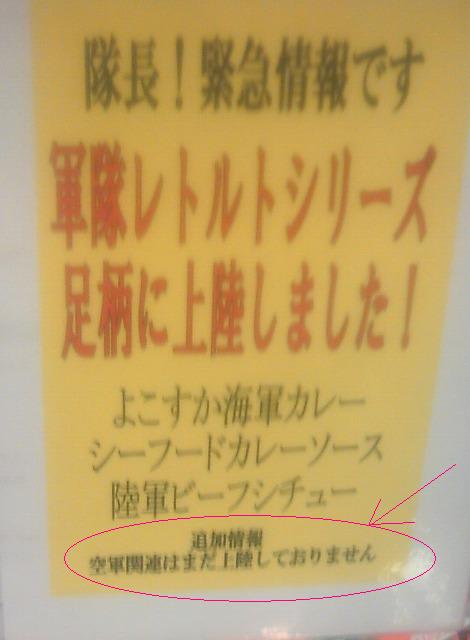 隊長！緊急情報です
軍隊レトルトシリーズ
足柄に上陸しました！
よこすか海軍カレー
シーフードカレーソース
陸軍ビーフシチュー
追加情報
空軍関連はまだ上陸しておりません